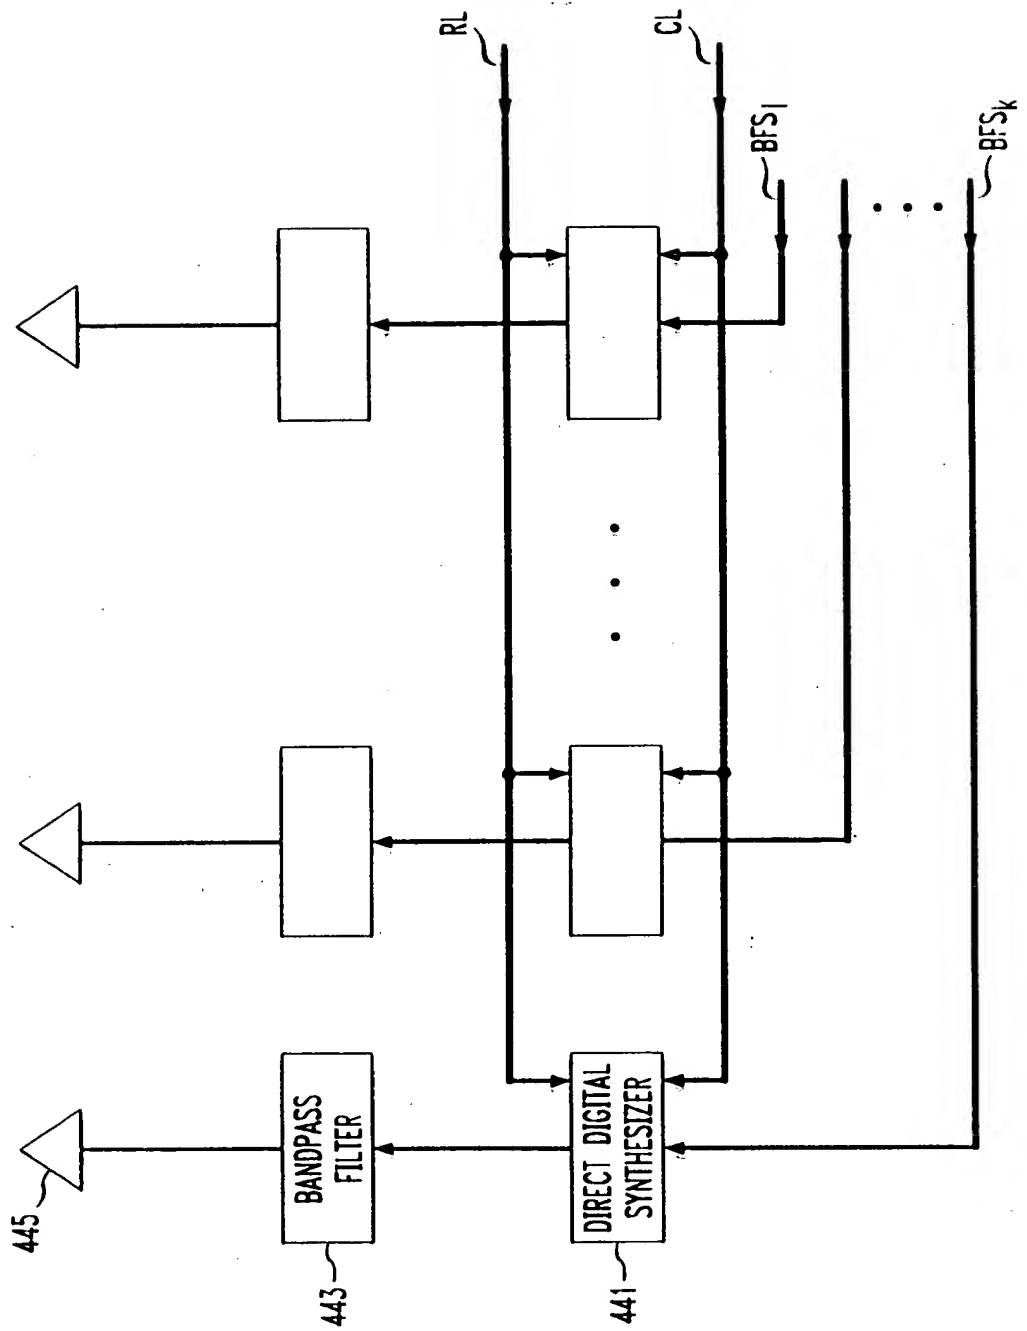 445
BANDPASS
FILTER
443
DIRECT DIGITAL
SYNTHESIZER
441
RL
CL
BFS1
BFSk